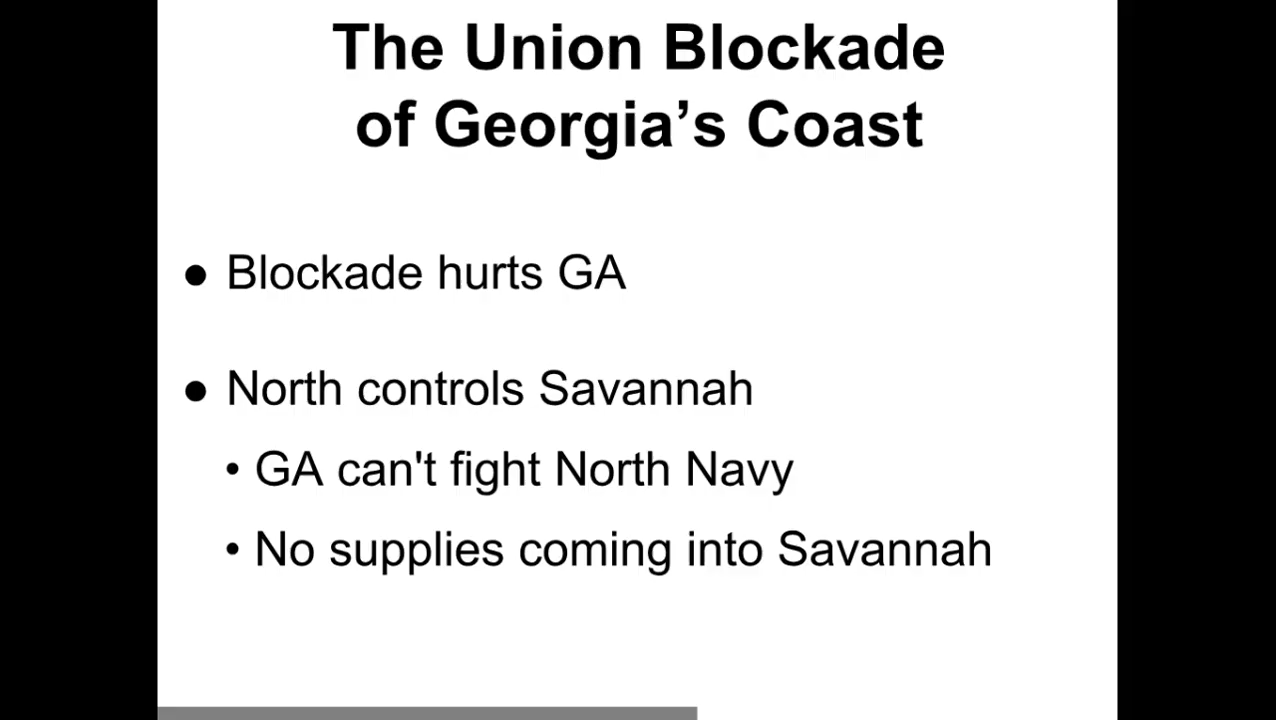 The Union Blockade
of Georgia’s Coast
● Blockade hurts GA
● North controls Savannah
• GA can't fight North Navy
• No supplies coming into Savannah